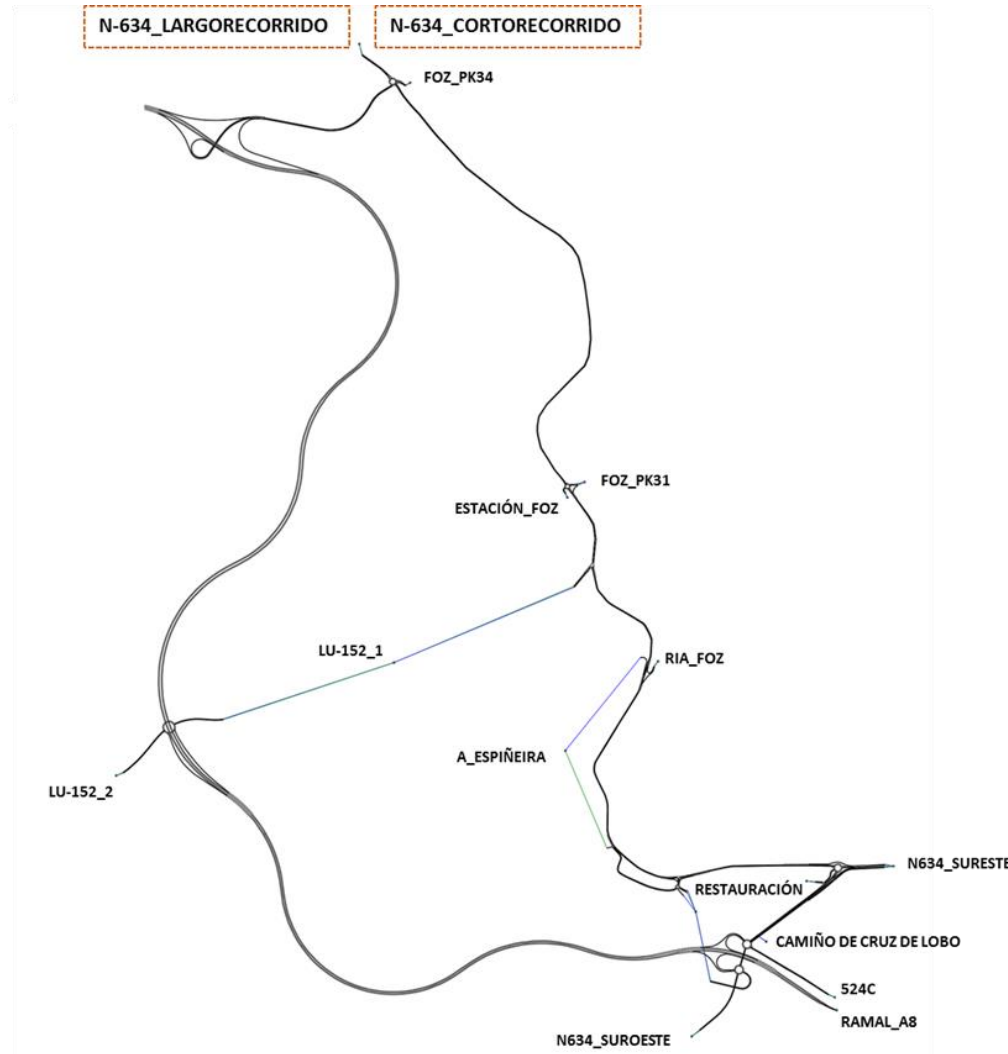 N-634_LARGORECORRIDO
N-634_CORTORECORRIDO
FOZ_PK34
FOZ_PK31
ESTACIÓN_FOZ
LU-152_1
RIA_FOZ
A_ESPIÑEIRA
LU-152_2
N634_SURESTE
RESTAURACIÓN
CAMIÑO DE CRUZ DE LOBO
524C
RAMAL_A8
N634_SUROESTE